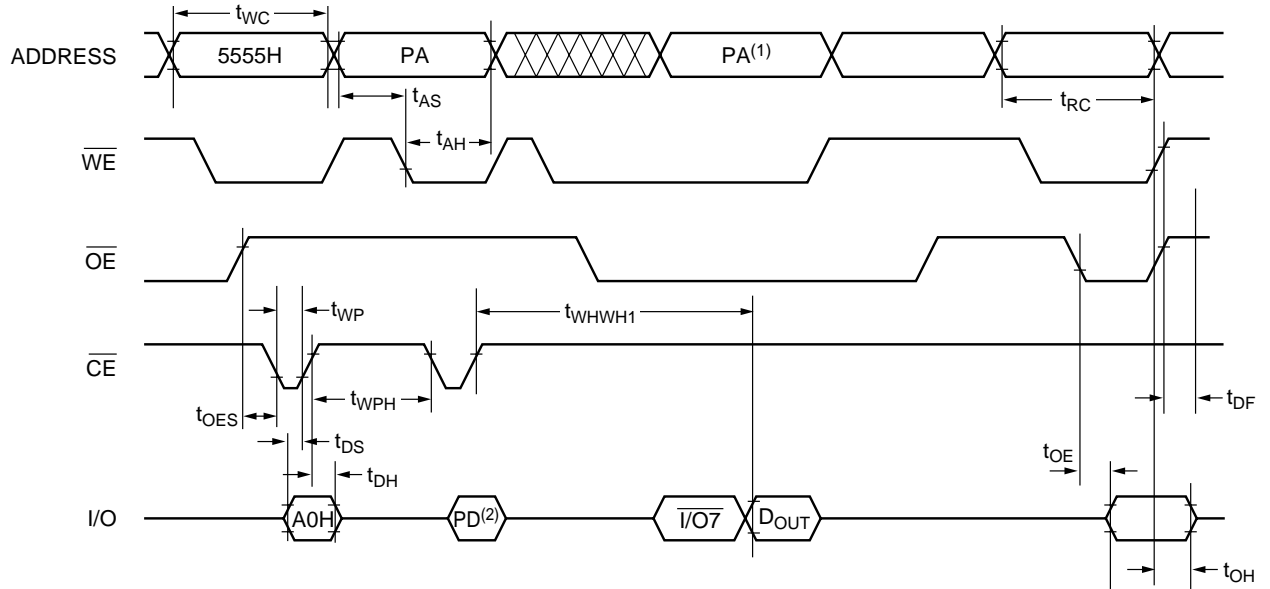 tWC
ADDRESS 5555H PA PA(1)
tAS tRC
tAH
WE
OE
tWP tWHWH1
CE
tWPH
tOES tDF
tDS tOE
tDH
I/O A0H PD(2) I/O7 DOUT
tOH